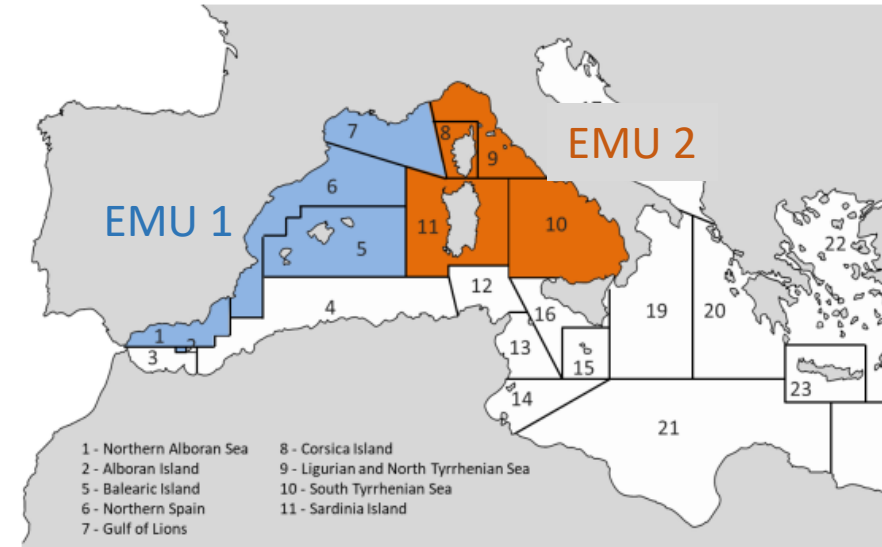 7
8
9
EMU 2
6
EMU 1
11
10
22
5
12
4
16
19
20
1
2
3
13
15
23
14
21
1 - Northern Alboran Sea
2 - Alboran Island
5 - Balearic Island
6 - Northern Spain
7 - Gulf of Lions
8 - Corsica Island
9 - Ligurian and North Tyrrhenian Sea
10 - South Tyrrhenian Sea
11 - Sardinia Island